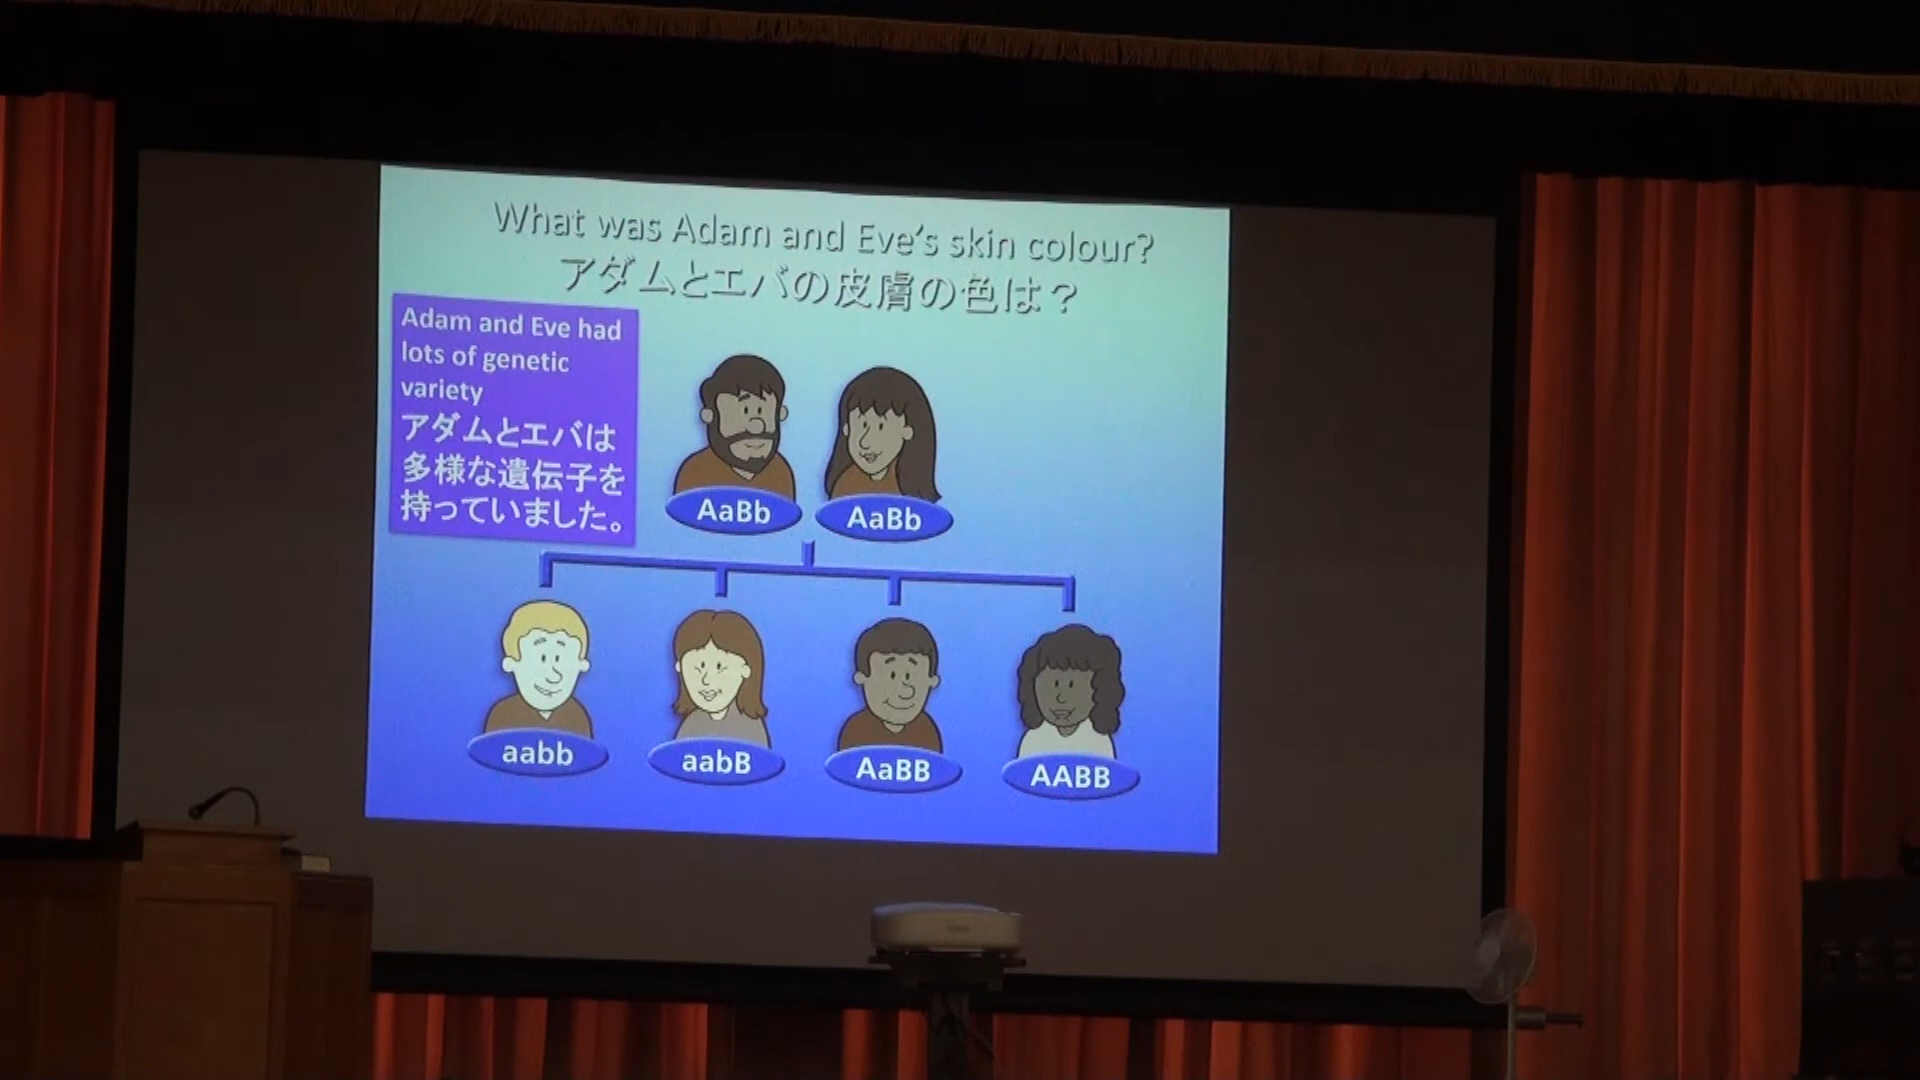 What was Adam and Eve's skin colour?
アダムとエバの皮膚の色は？
Adam and Eve had
lots of genetic
variety
アダムとエバは
多様な遺伝子を
持っていました。
AaBb
AaBb
aabb
aabB
AaBB
AABB